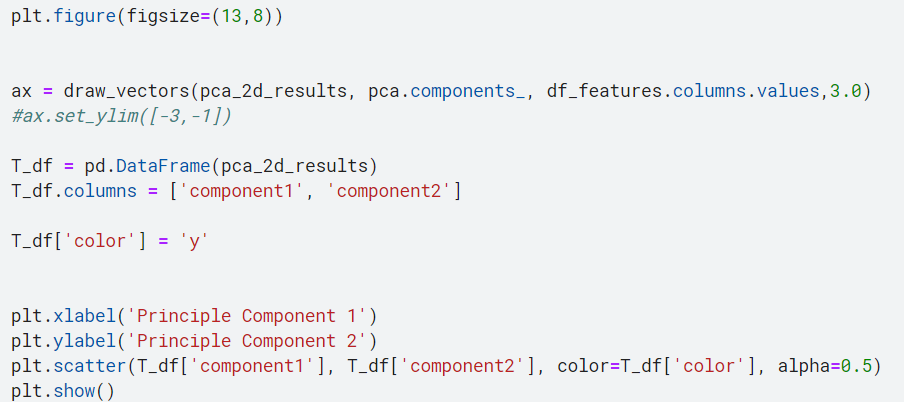 plt.figure(figsize=(13,8))
ax = draw_vectors(pca_2d_results, pca.components_, df_features.columns.values,3.0)
#ax.set_ylim([-3,-1])
T_df = pd.DataFrame(pca_2d_results)
T_df.columns = ['component1', 'component2']
T_df['color'] = 'y'
plt.xlabel('Principle Component 1')
plt.ylabel('Principle Component 2')
plt.scatter(T_df['component1'], T_df['component2'], color=T_df['color'], alpha=0.5)
plt.show()